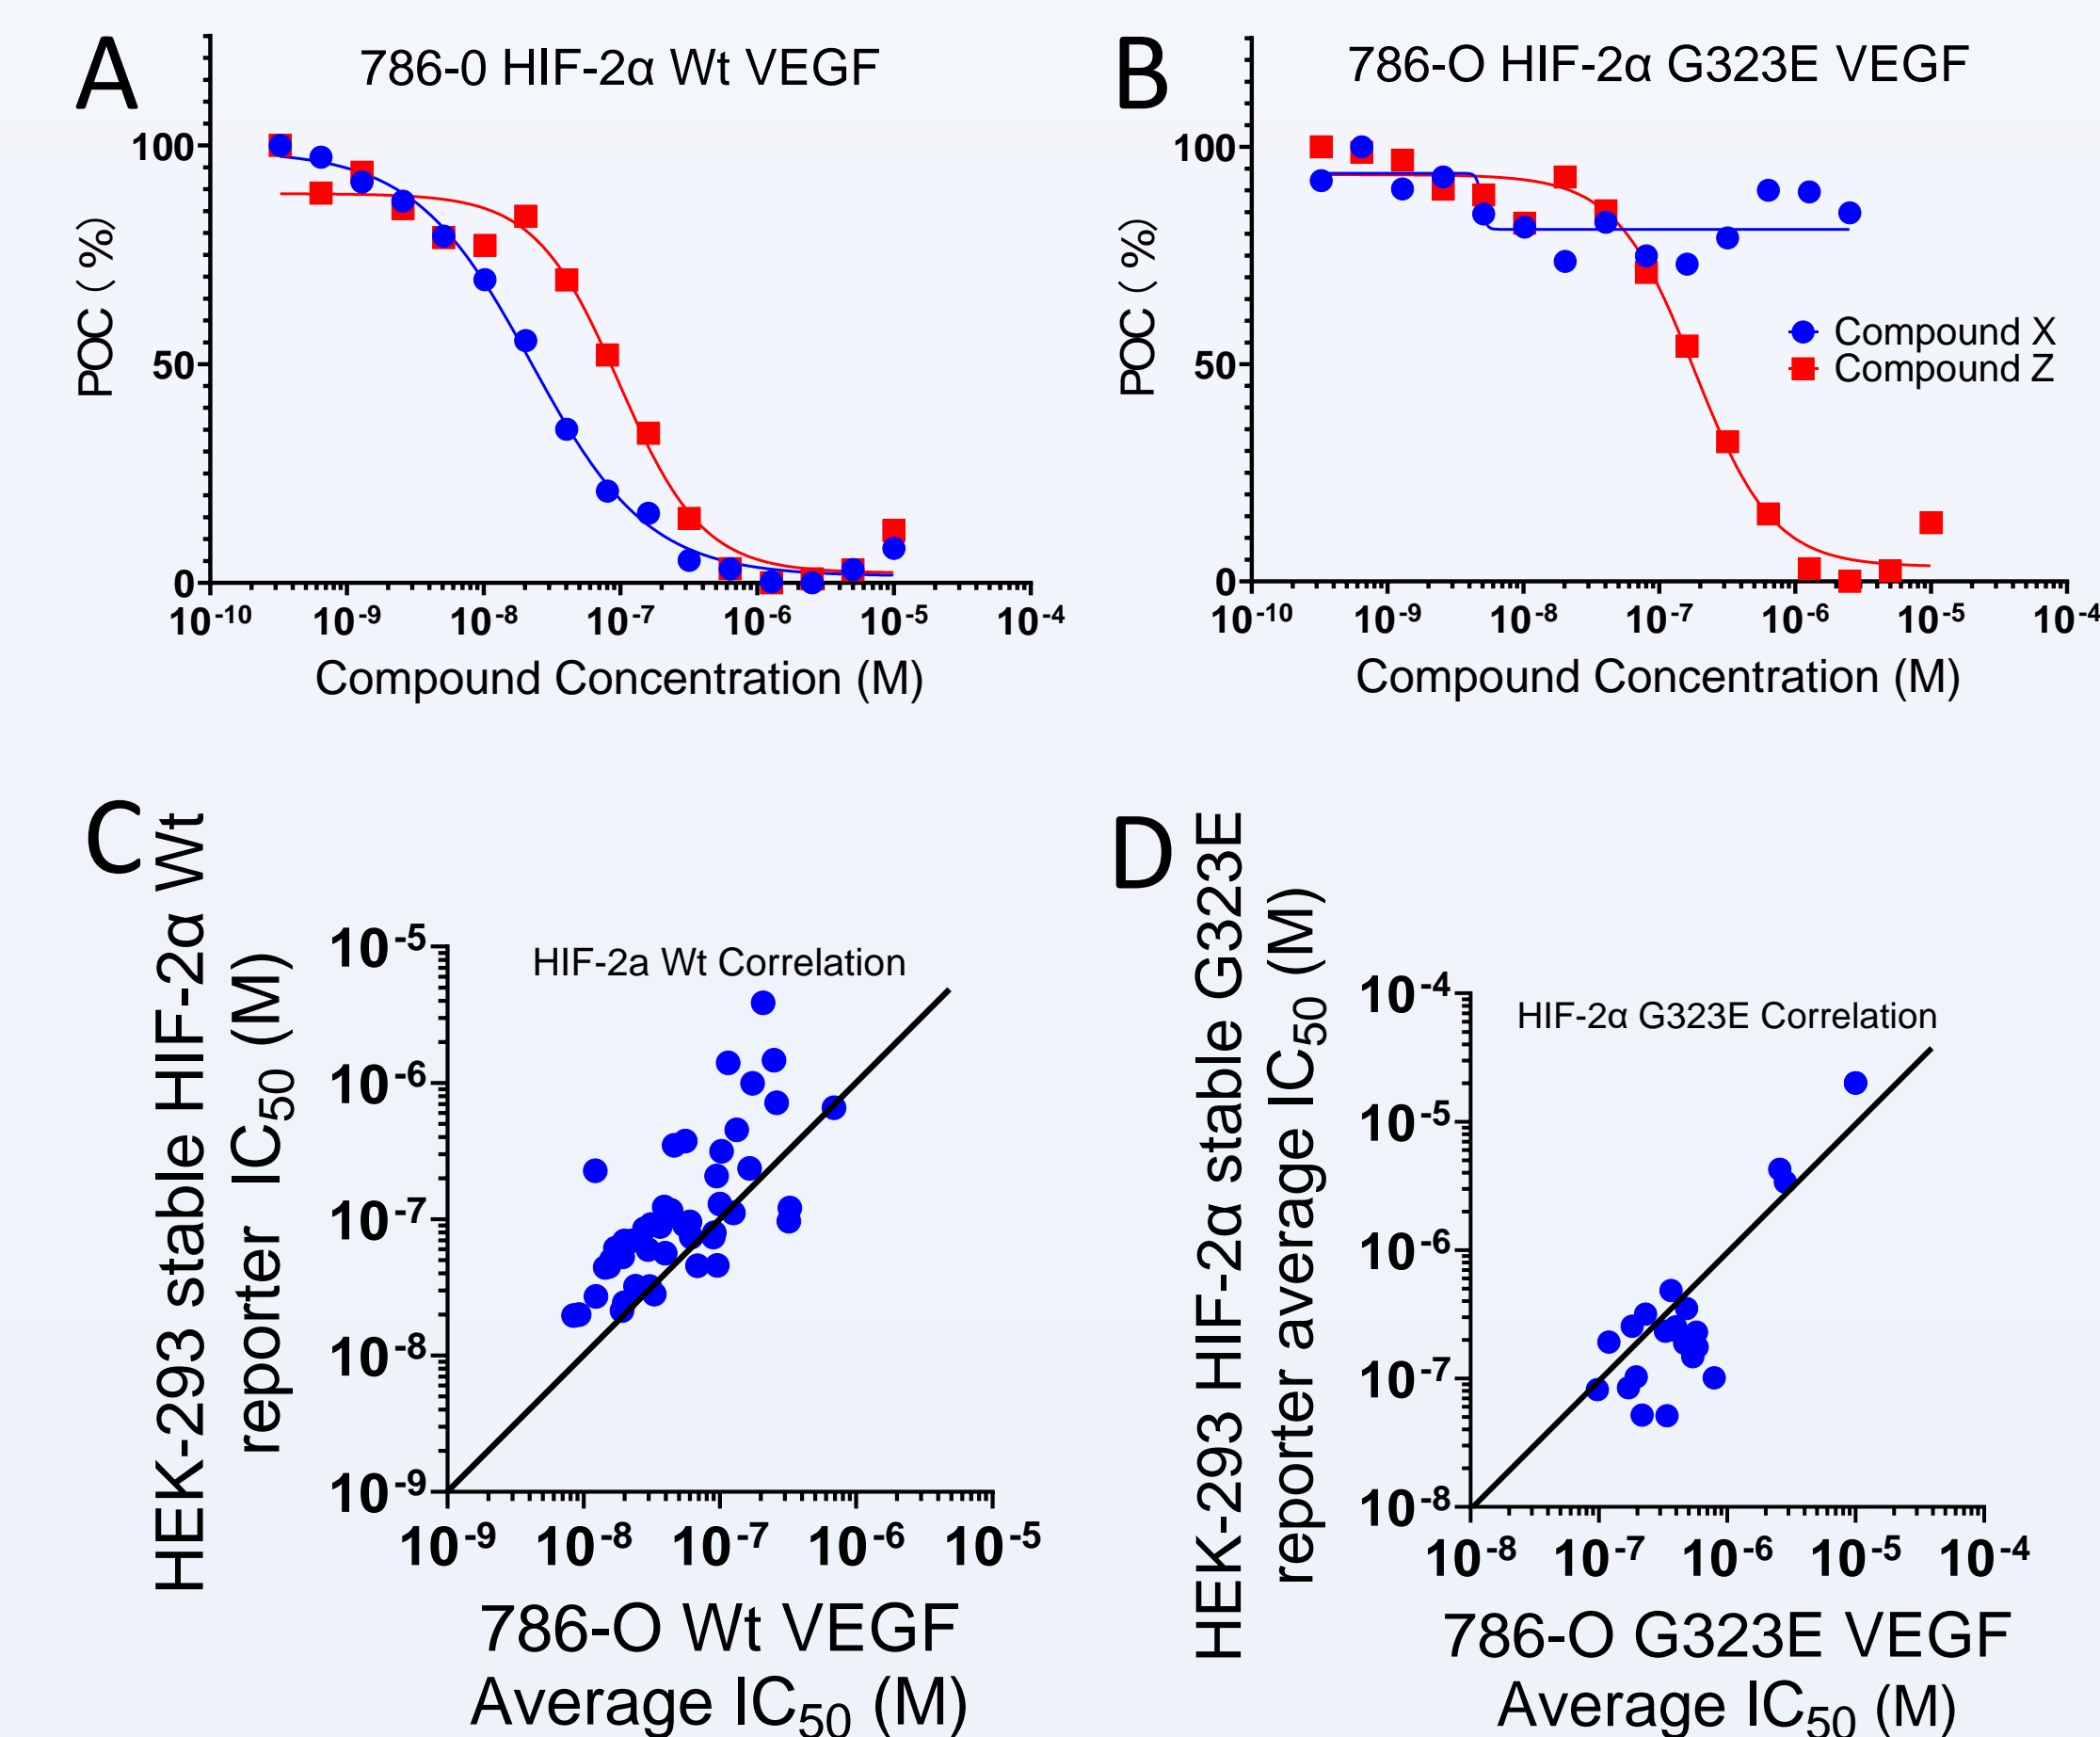 A
786-0 HIF-2α Wt VEGF
POC ( %)
100
50
0
10-10 10-9 10-8 10-7 10-6 10-5 10-4
Compound Concentration (M)
B
786-O HIF-2α G323E VEGF
POC ( %)
100
50
0
Compound X
Compound Z
10-10 10-9 10-8 10-7 10-6 10-5 10-4
Compound Concentration (M)
C
HEK-293 stable HIF-2α Wt
reporter IC50 (M)
HIF-2a Wt Correlation
10-5
10-6
10-7
10-8
10-9
10-9 10-8 10-7 10-6 10-5
786-O Wt VEGF
Average IC50 (M)
D
HEK-293 HIF-2α stable G323E
reporter average IC50 (M)
HIF-2α G323E Correlation
10-4
10-5
10-6
10-7
10-8
10-8 10-7 10-6 10-5 10-4
786-O G323E VEGF
Average IC50 (M)